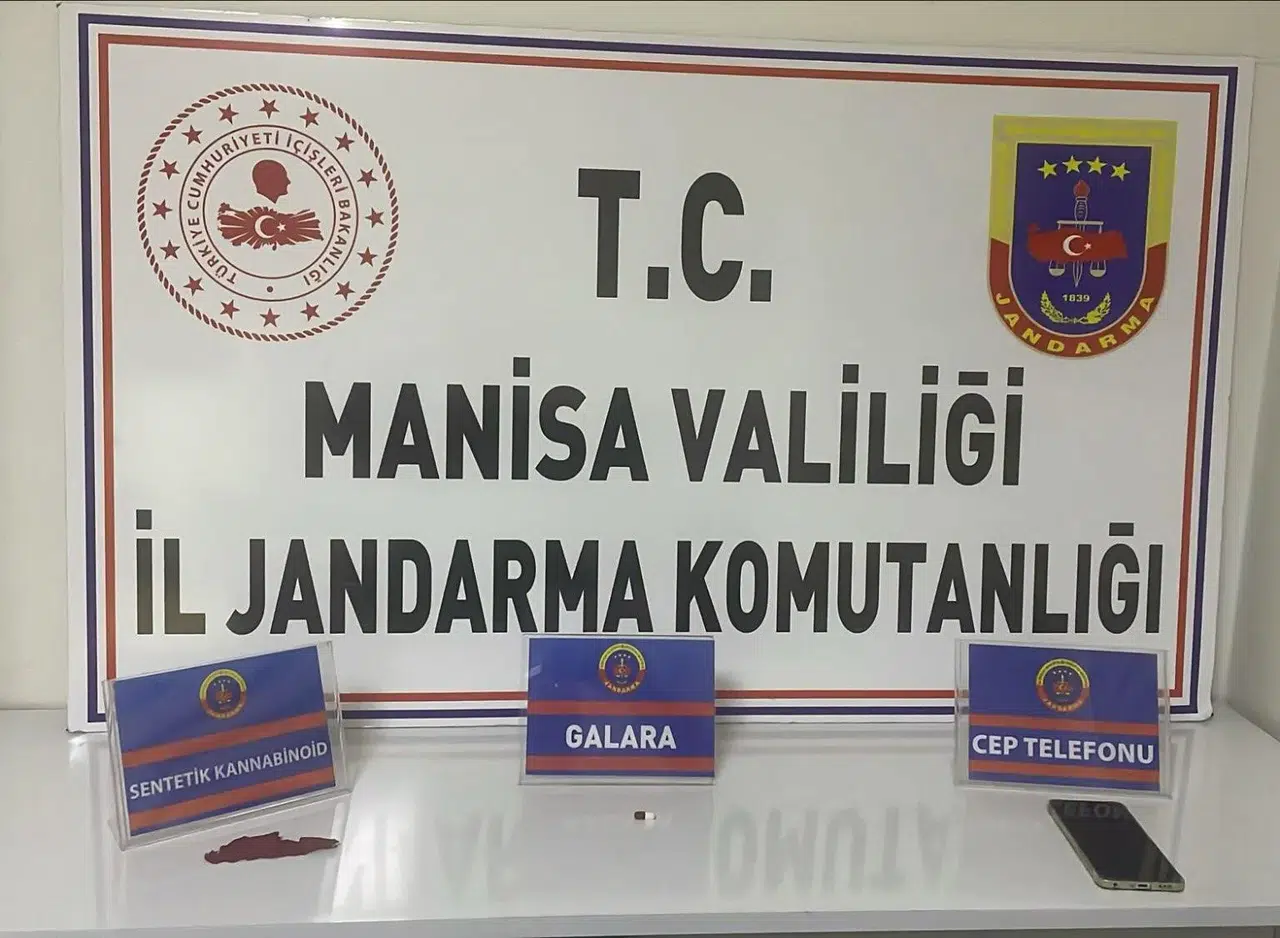 TÜRKİYE CUMHURİYETİ İÇİŞLERİ BAKANLIĞI
T.C.
1839
JANDARMA
MANİSA VALİLİĞİ
İL JANDARMA KOMUTANLIĞI
SENTETİK KANNABİNOİD
JANDARMA
GALARA
CEP TELEFONU